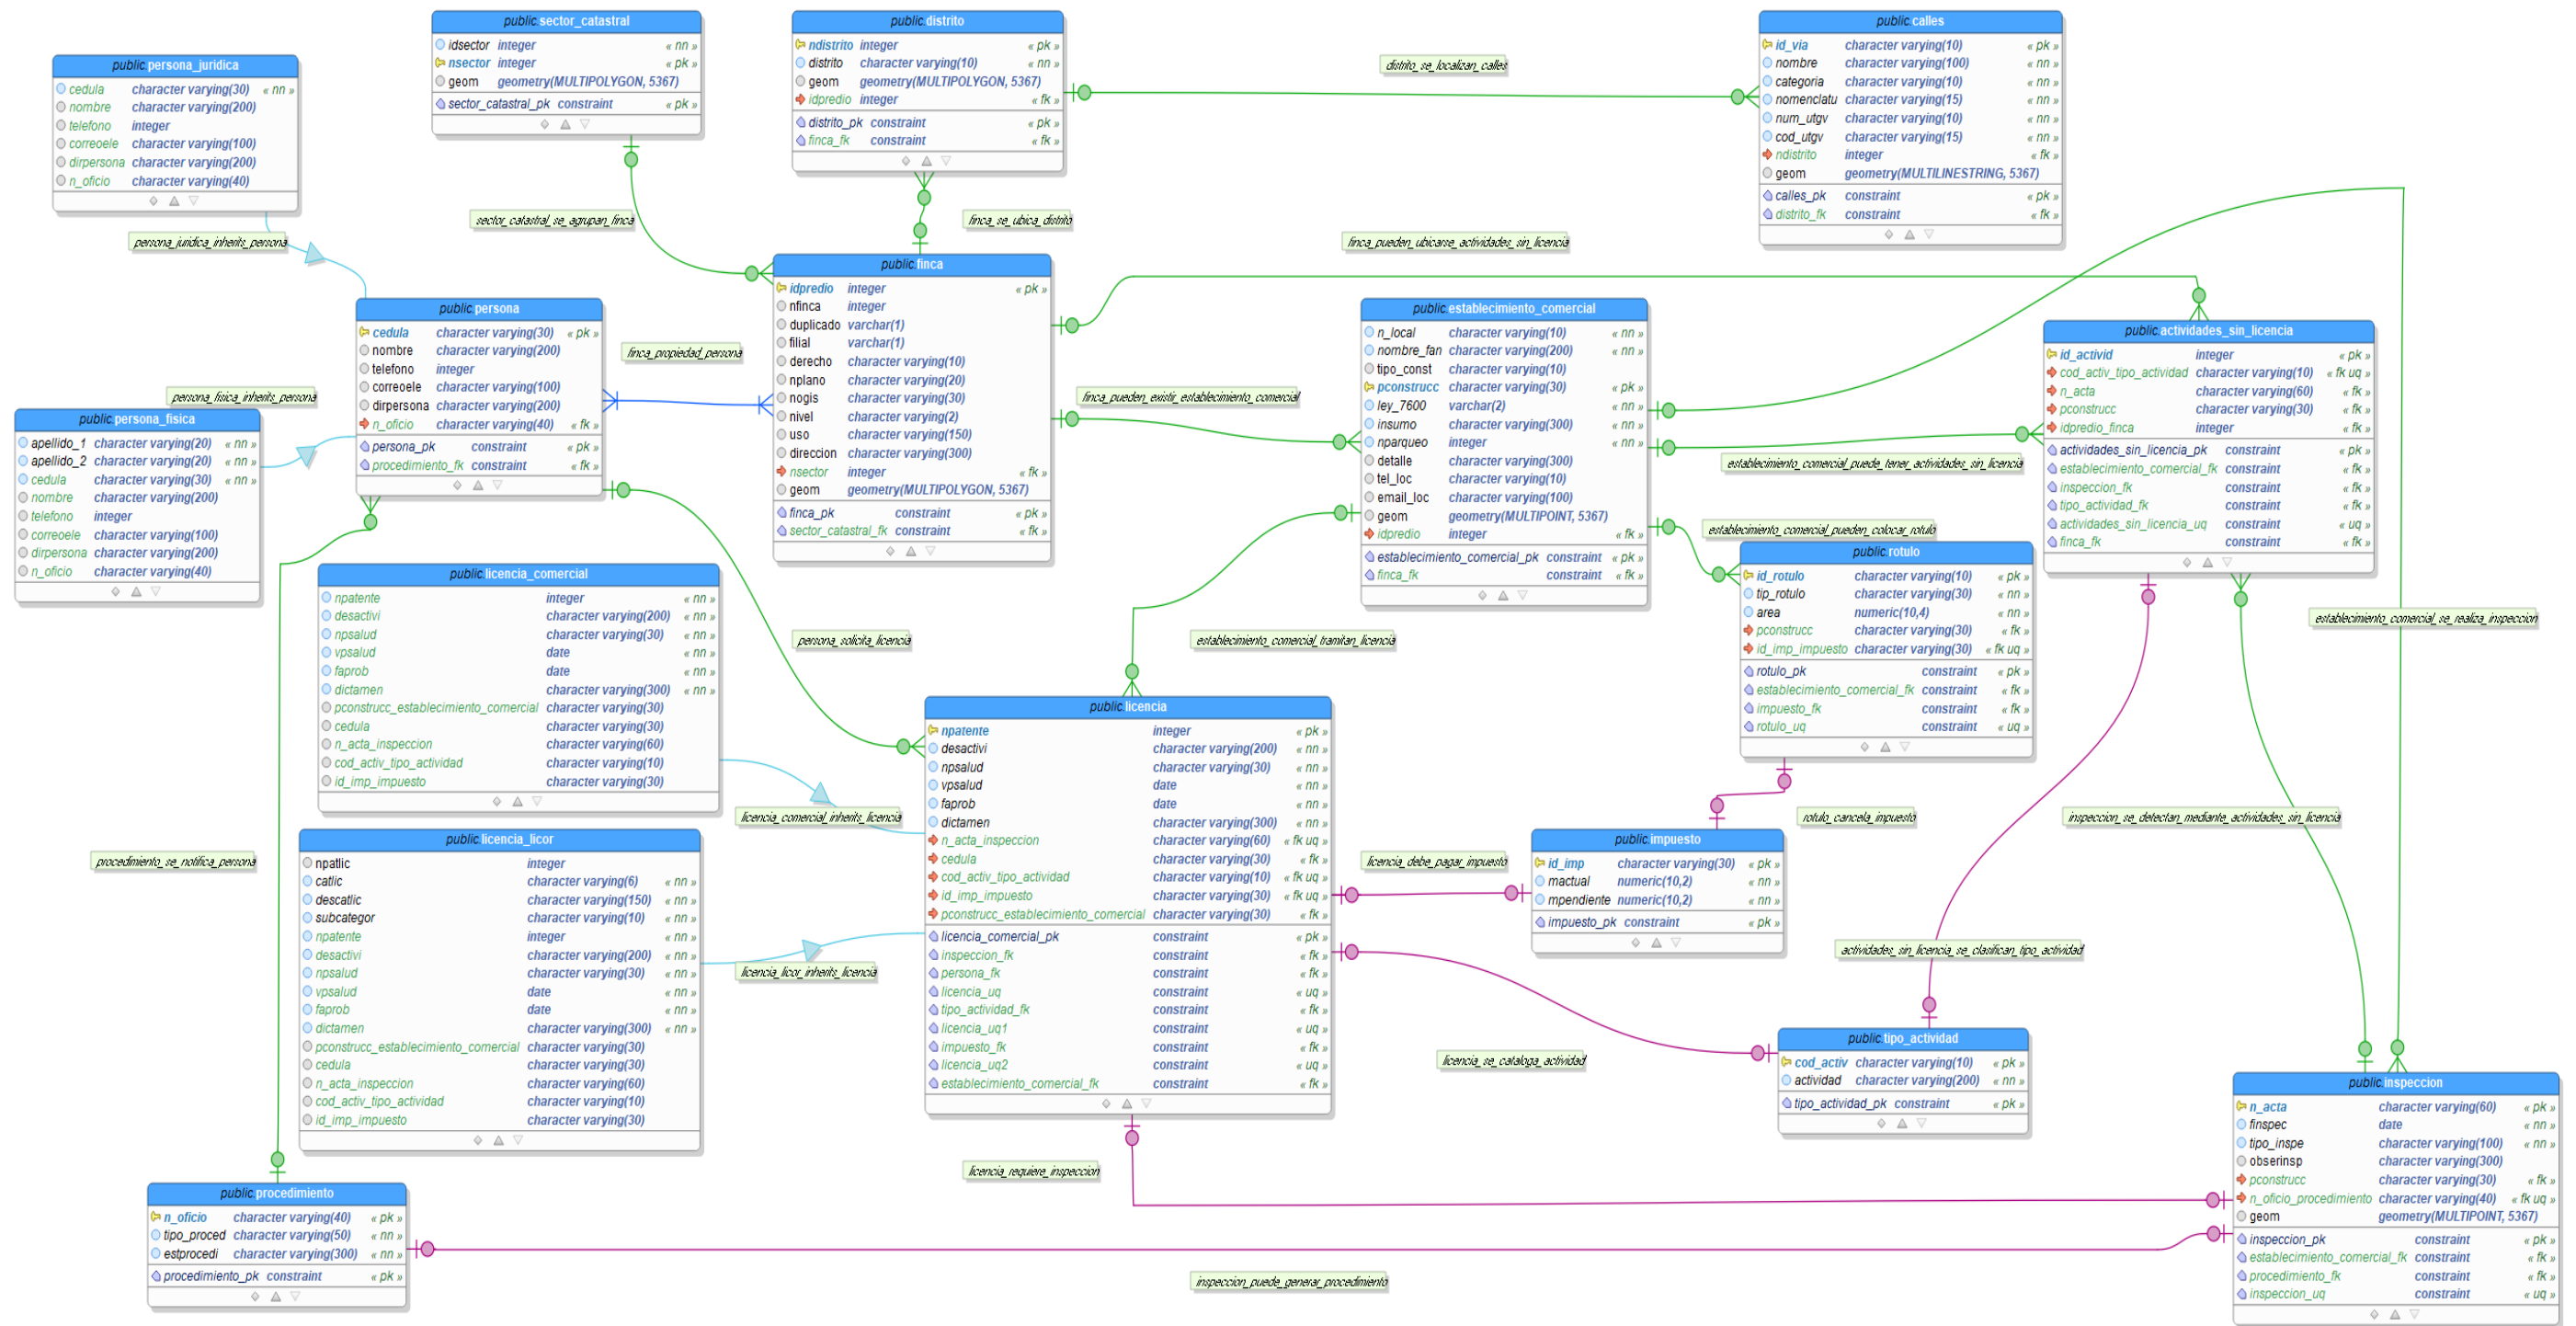 public.sector_catastral
idsector integer « nn »
nsector integer « pk »
geom geometry(MULTIPOLYGON, 5367)
sector_catastral_pk constraint « pk »
public.distrito
ndistrito integer « pk »
distrito character varying(10) « nn »
geom geometry(MULTIPOLYGON, 5367)
idpredio integer « fk »
distrito_pk constraint « pk »
finca_fk constraint « fk »
public.calles
id_via character varying(10) « pk »
nombre character varying(100) « nn »
categoria character varying(10) « nn »
nomenclatu character varying(15) « nn »
num_utgv character varying(10) « nn »
cod_utgv character varying(15) « nn »
ndistrito integer « fk »
geom geometry(MULTILINESTRING, 5367)
calles_pk constraint « pk »
distrito_fk constraint « fk »
distrito_se_localizan_calles
public.persona_juridica
cedula character varying(30) « nn »
nombre character varying(200)
telefono integer
correoele character varying(100)
dirpersona character varying(200)
n_oficio character varying(40)
persona_juridica_inherits_persona
sector_catastral_se_agrupan_finca
finca_se_ubica_distrito
finca_pueden_ubicarse_actividades_sin_licencia
public.persona
cedula character varying(30) « pk »
nombre character varying(200)
telefono integer
correoele character varying(100)
dirpersona character varying(200)
n_oficio character varying(40) « fk »
persona_pk constraint « pk »
procedimiento_fk constraint « fk »
finca_propiedad_persona
public.finca
idpredio integer « pk »
nfinca integer
duplicado varchar(1)
filial varchar(1)
derecho character varying(10)
nplano character varying(20)
nogis character varying(30)
nivel character varying(2)
uso character varying(150)
direccion character varying(300)
nsector integer « fk »
geom geometry(MULTIPOLYGON, 5367)
finca_pk constraint « pk »
sector_catastral_fk constraint « fk »
finca_pueden_existir_establecimiento_comercial
public.establecimiento_comercial
n_local character varying(10) « nn »
nombre_fan character varying(200) « nn »
tipo_const character varying(10)
pconstrucc character varying(30) « pk »
ley_7600 varchar(2) « nn »
insumo character varying(300) « nn »
nparqueo integer « nn »
detalle character varying(300)
tel_loc character varying(10)
email_loc character varying(100)
geom geometry(MULTIPOINT, 5367)
idpredio integer « fk »
establecimiento_comercial_pk constraint « pk »
finca_fk constraint « fk »
public.actividades_sin_licencia
id_activid integer « pk »
cod_activ_tipo_actividad character varying(10) « fk uq »
n_acta character varying(60) « fk »
pconstrucc character varying(30) « fk »
idpredio_finca integer « fk »
actividades_sin_licencia_pk constraint « pk »
establecimiento_comercial_fk constraint « fk »
inspeccion_fk constraint « fk »
tipo_actividad_fk constraint « fk »
actividades_sin_licencia_uq constraint « uq »
finca_fk constraint « fk »
establecimiento_comercial_puede_tener_actividades_sin_licencia
establecimiento_comercial_pueden_colocar_rotulo
persona_fisica_inherits_persona
public.persona_fisica
apellido_1 character varying(20) « nn »
apellido_2 character varying(20) « nn »
cedula character varying(30) « nn »
nombre character varying(200)
telefono integer
correoele character varying(100)
dirpersona character varying(200)
n_oficio character varying(40)
public.rotulo
id_rotulo character varying(10) « pk »
tip_rotulo character varying(30) « nn »
area numeric(10,4) « nn »
pconstrucc character varying(30) « fk »
id_imp_impuesto character varying(30) « fk uq »
rotulo_pk constraint « pk »
establecimiento_comercial_fk constraint « fk »
impuesto_fk constraint « fk »
rotulo_uq constraint « uq »
establecimiento_comercial_se_realiza_inspeccion
public.licencia_comercial
npatente integer « nn »
desactivi character varying(200) « nn »
npsalud character varying(30) « nn »
vpsalud date « nn »
faprob date « nn »
dictamen character varying(300) « nn »
pconstrucc_establecimiento_comercial character varying(30)
cedula character varying(30)
n_acta_inspeccion character varying(60)
cod_activ_tipo_actividad character varying(10)
id_imp_impuesto character varying(30)
persona_solicita_licencia
establecimiento_comercial_tramitan_licencia
licencia_comercial_inherits_licencia
public.licencia
npatente integer « pk »
desactivi character varying(200) « nn »
npsalud character varying(30) « nn »
vpsalud date « nn »
faprob date « nn »
dictamen character varying(300) « nn »
n_acta_inspeccion character varying(60) « fk uq »
cedula character varying(30) « fk »
cod_activ_tipo_actividad character varying(10) « fk uq »
id_imp_impuesto character varying(30) « fk uq »
pconstrucc_establecimiento_comercial character varying(30) « fk »
licencia_comercial_pk constraint « pk »
inspeccion_fk constraint « fk »
persona_fk constraint « fk »
licencia_uq constraint « uq »
tipo_actividad_fk constraint « fk »
licencia_uq1 constraint « uq »
impuesto_fk constraint « fk »
licencia_uq2 constraint « uq »
establecimiento_comercial_fk constraint « fk »
rotulo_cancela_impuesto
inspeccion_se_detectan_mediante_actividades_sin_licencia
procedimiento_se_notifica_persona
licencia_debe_pagar_impuesto
public.impuesto
id_imp character varying(30) « pk »
mactual numeric(10,2) « nn »
mpendiente numeric(10,2) « nn »
impuesto_pk constraint « pk »
public.licencia_licor
npatlic integer
catlic character varying(6) « nn »
descatlic character varying(150) « nn »
subcategor character varying(10) « nn »
npatente integer « nn »
desactivi character varying(200) « nn »
npsalud character varying(30) « nn »
vpsalud date « nn »
faprob date « nn »
dictamen character varying(300) « nn »
pconstrucc_establecimiento_comercial character varying(30)
cedula character varying(30)
n_acta_inspeccion character varying(60)
cod_activ_tipo_actividad character varying(10)
id_imp_impuesto character varying(30)
licencia_licor_inherits_licencia
actividades_sin_licencia_se_clasifican_tipo_actividad
licencia_se_cataloga_actividad
public.tipo_actividad
cod_activ character varying(10) « pk »
actividad character varying(200) « nn »
tipo_actividad_pk constraint « pk »
public.inspeccion
n_acta character varying(60) « pk »
finspec date « nn »
tipo_inspe character varying(100) « nn »
obserinsp character varying(300)
pconstrucc character varying(30) « fk »
n_oficio_procedimiento character varying(40) « fk uq »
geom geometry(MULTIPOINT, 5367)
inspeccion_pk constraint « pk »
establecimiento_comercial_fk constraint « fk »
procedimiento_fk constraint « fk »
inspeccion_uq constraint « uq »
licencia_requiere_inspeccion
public.procedimiento
n_oficio character varying(40) « pk »
tipo_proced character varying(50) « nn »
estprocedi character varying(300) « nn »
procedimiento_pk constraint « pk »
inspeccion_puede_generar_procedimiento